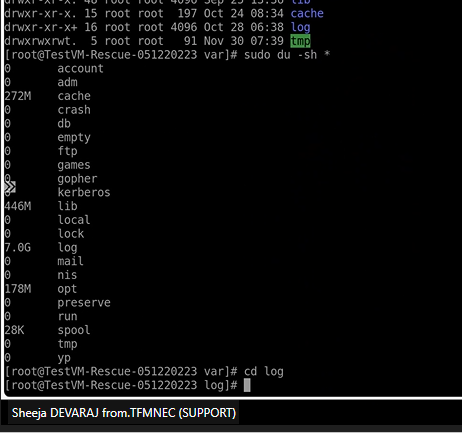 drwxr-xr-x. 48 root root 4096 Sep 25 15:38 lib
drwxr-xr-x. 15 root root 197 Oct 24 08:34 cache
drwxr-xr-x+ 16 root root 4096 Oct 28 06:38 log
drwxrwxrwt. 5 root root 91 Nov 30 07:39 tmp
[root@TestVM-Rescue-051220223 var]# sudo du -sh *
0 account
0 adm
272M cache
0 crash
0 db
0 empty
0 ftp
0 games
0 gopher
0 kerberos
446M lib
0 local
0 lock
7.0G log
0 mail
0 nis
178M opt
0 preserve
0 run
28K spool
0 tmp
0 yp
[root@TestVM-Rescue-051220223 var]# cd log
[root@TestVM-Rescue-051220223 log]#
Sheeja DEVARAJ from.TFMNEC (SUPPORT)